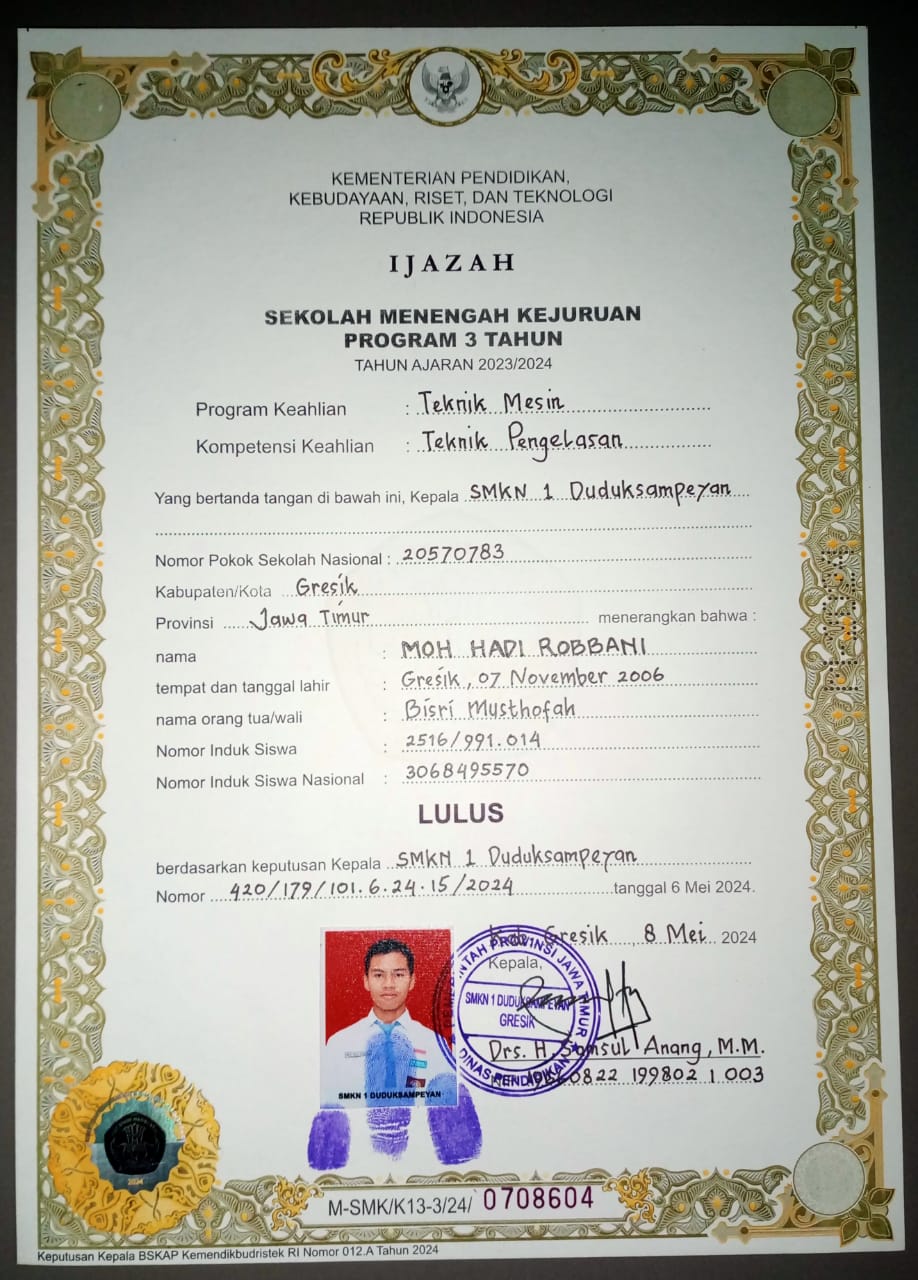 KEMENTERIAN PENDIDIKAN,
KEBUDAYAAN, RISET, DAN TEKNOLOGI
REPUBLIK INDONESIA
IJAZAH
SEKOLAH MENENGAH KEJURUAN
PROGRAM 3 TAHUN
TAHUN AJARAN 2023/2024
Program Keahlian : Teknik Mesin
Kompetensi Keahlian : Teknik Pengelasan
Yang bertanda tangan di bawah ini, Kepala SMKN 1 Duduksampeyan
Nomor Pokok Sekolah Nasional : 20570783
Kabupaten/Kota Gresik
Provinsi Jawa Timur menerangkan bahwa :
nama : MOH HADI ROBBANI
tempat dan tanggal lahir : Gresik, 07 November 2006
nama orang tua/wali : Bisri Musthofah
Nomor Induk Siswa : 2516/991.014
Nomor Induk Siswa Nasional : 3068495570
LULUS
berdasarkan keputusan Kepala SMKN 1 Duduksampeyan
Nomor 420/179/101.6.24.15/2024 tanggal 6 Mei 2024.
Kab. Gresik, 8 Mei 2024
Kepala,
PEMERINTAH PROVINSI JAWA TIMUR
SMKN 1 DUDUKSAMPEYAN
GRESIK
DINAS PENDIDIKAN
Drs. H. Samsul Anang, M.M.
199802 1 003
SMKN 1 DUDUKSAMPEYAN
2024
M-SMK/K13-3/24/ 0708604
Keputusan Kepala BSKAP Kemendikbudristek RI Nomor 012.A Tahun 2024